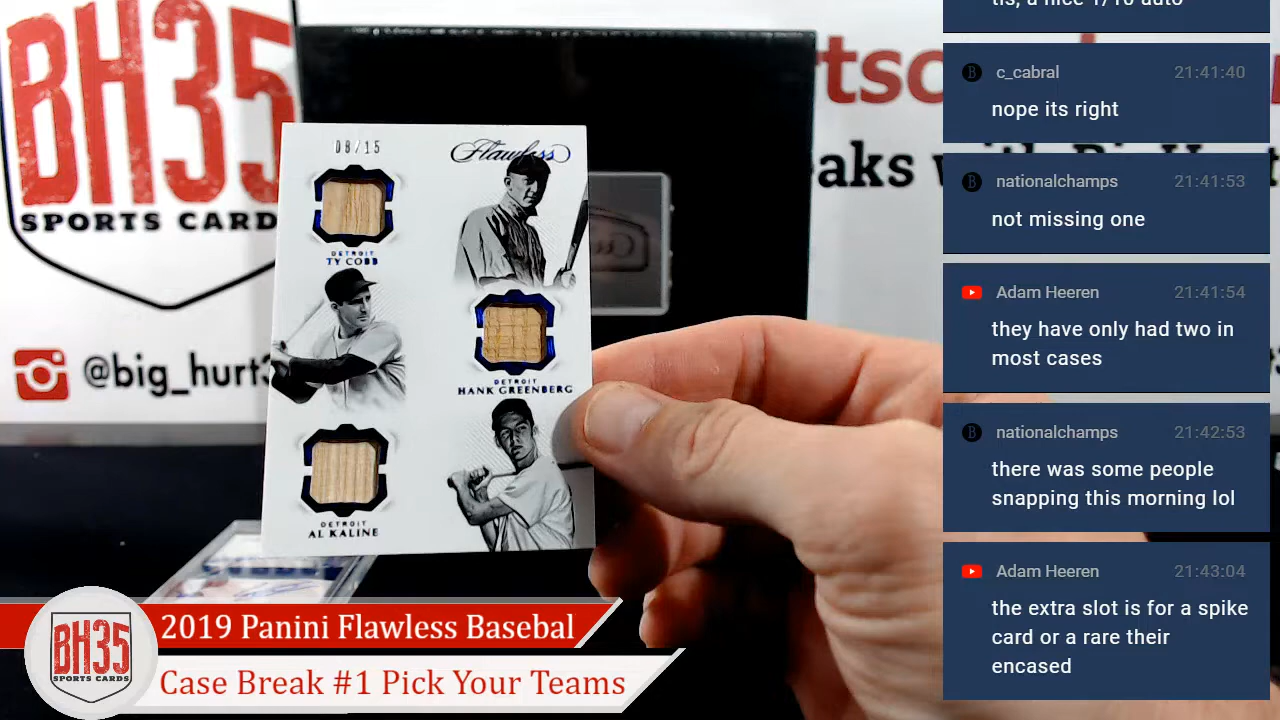 BH35
SPORTS CARD
@big_hurt3
08/15
Flawless
DETROIT
TY COBB
DETROIT
HANK GREENBERG
DETROIT
AL KALINE
rtsc
aks w
BH35
SPORTS CARDS
2019 Panini Flawless Basebal
Case Break #1 Pick Your Teams
tis, a nice 1/10 auto
c_cabral 21:41:40
nope its right
nationalchamps 21:41:53
not missing one
Adam Heeren 21:41:54
they have only had two in
most cases
nationalchamps 21:42:53
there was some people
snapping this morning lol
Adam Heeren 21:43:04
the extra slot is for a spike
card or a rare their
encased